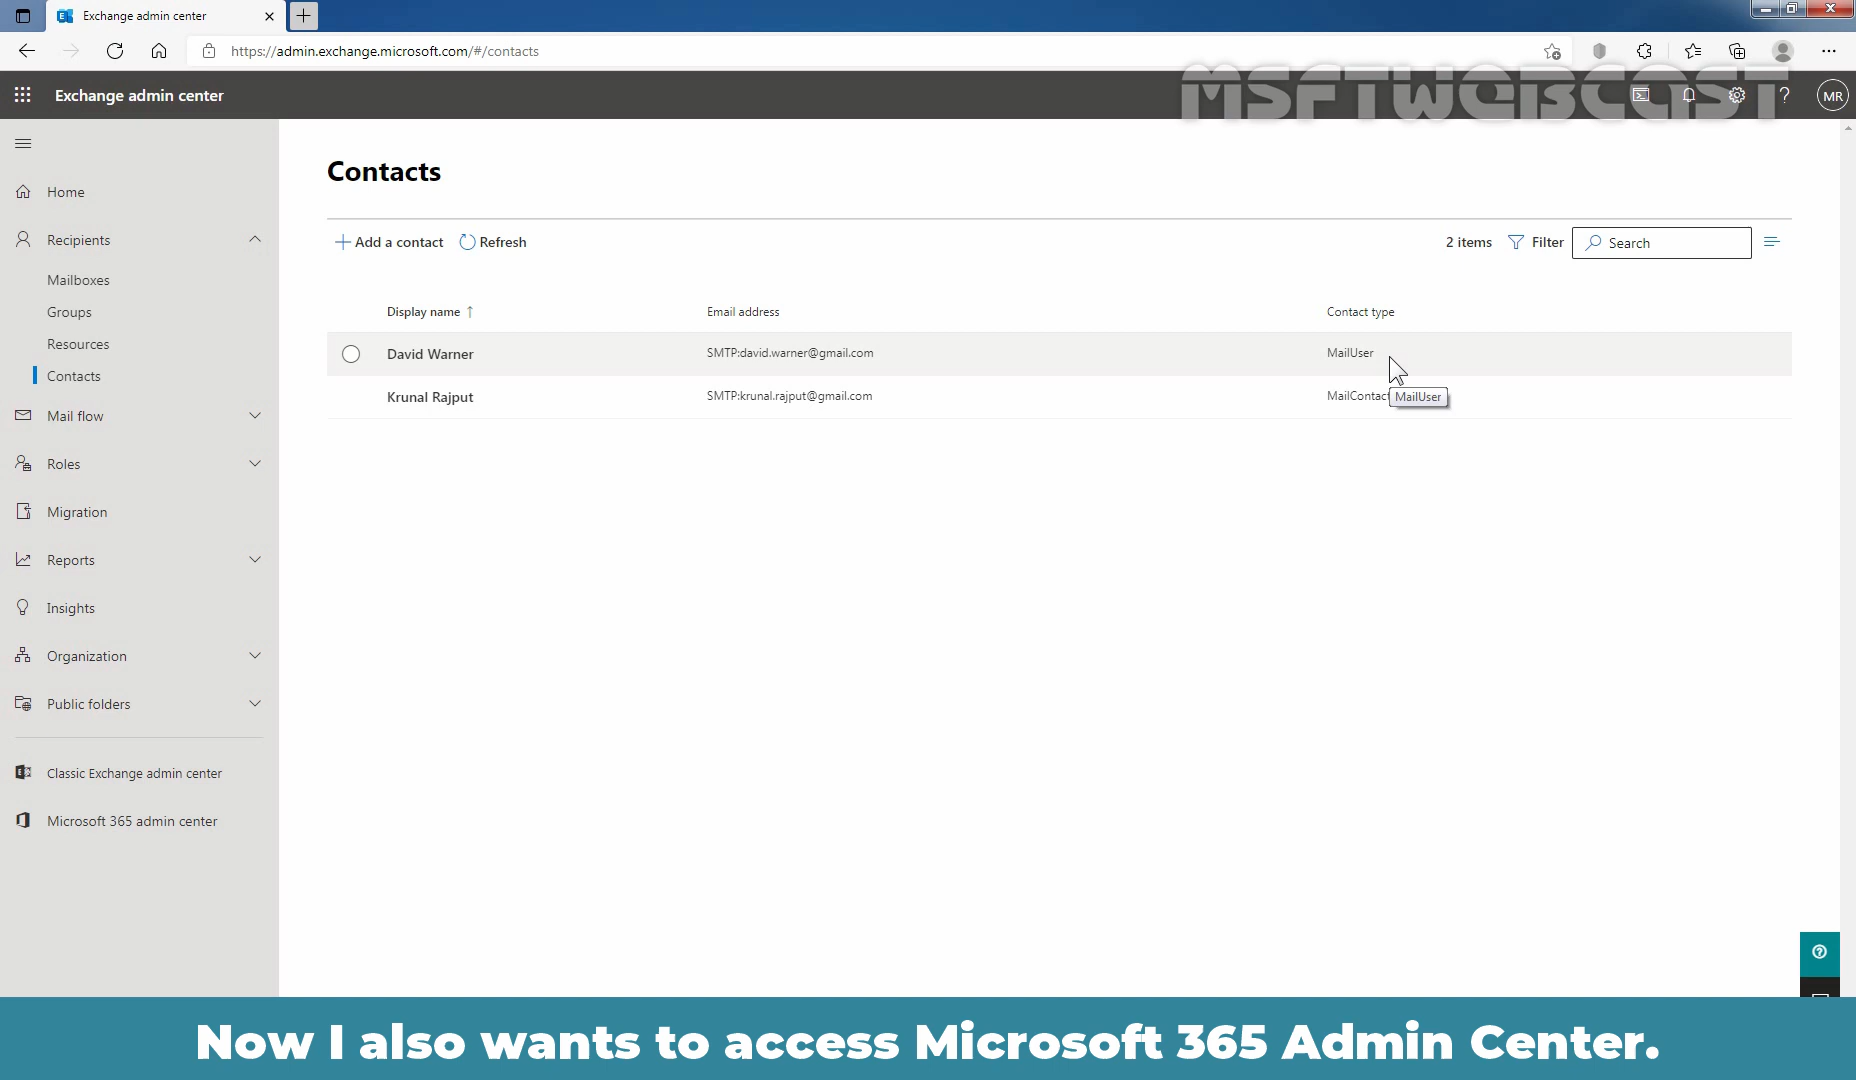 Exchange admin center
https://admin.exchange.microsoft.com/#/contacts
MSFTWEBCAST
Exchange admin center
MR
Home
Recipients
Mailboxes
Groups
Resources
Contacts
Mail flow
Roles
Migration
Reports
Insights
Organization
Public folders
Classic Exchange admin center
Microsoft 365 admin center
Contacts
Add a contact Refresh 2 items Filter Search
Display name Email address Contact type
David Warner SMTP:david.warner@gmail.com MailUser
Krunal Rajput SMTP:krunal.rajput@gmail.com MailContact
MailUser
Now I also wants to access Microsoft 365 Admin Center.